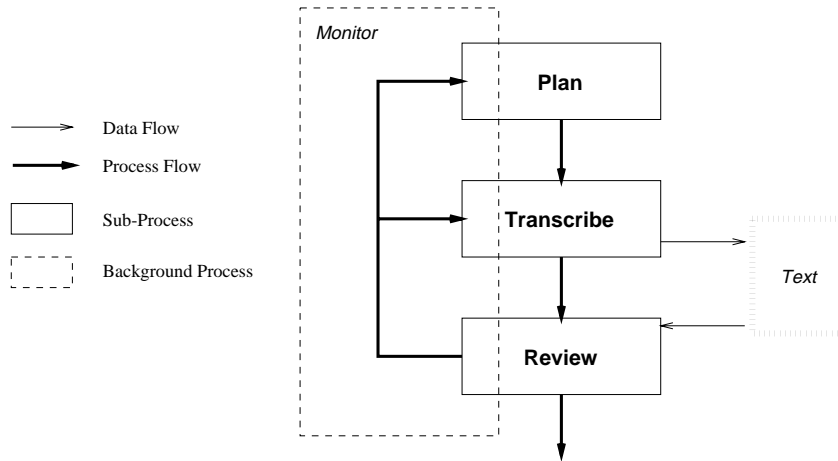 Monitor
Plan
Data Flow
Process Flow
Sub-Process
Transcribe
Background Process
Text
Review